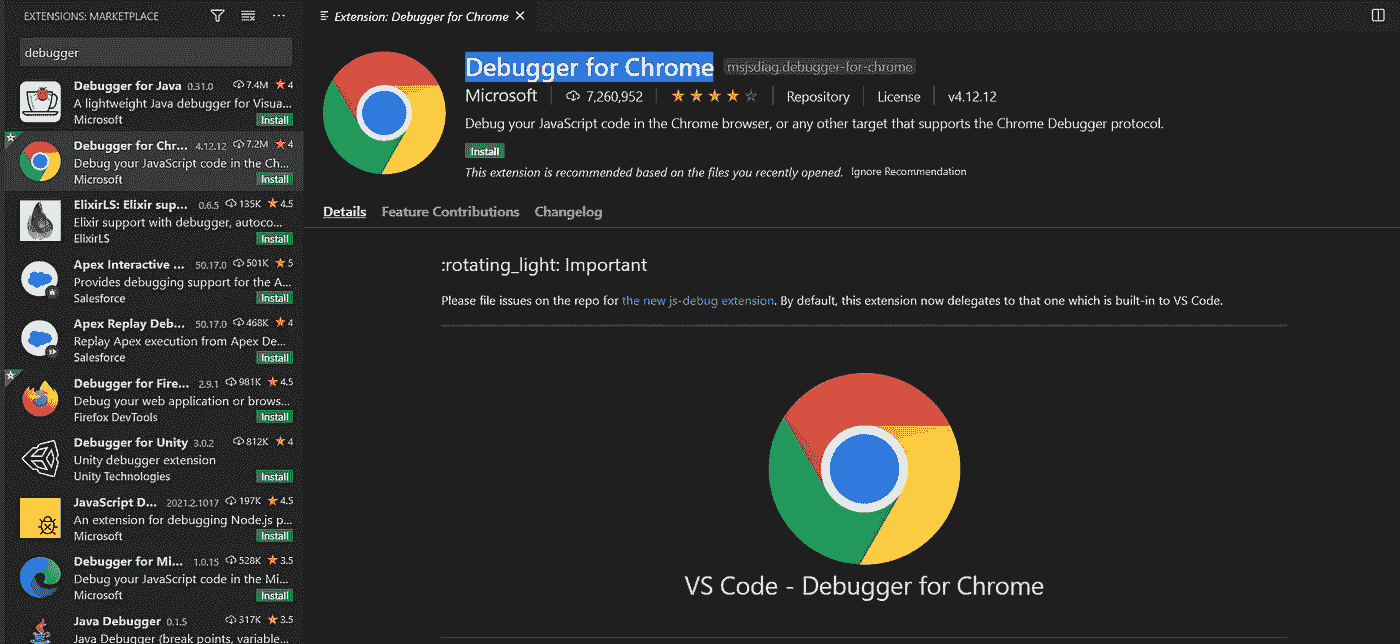 EXTENSIONS: MARKETPLACE
debugger
Debugger for Java 0.31.0 7.4M 4
A lightweight Java debugger for Visua...
Microsoft Install
Debugger for Chr... 4.12.12 7.2M 4
Debug your JavaScript code in the Ch...
Microsoft Install
ElixirLS: Elixir sup... 0.6.5 135K 4.5
Elixir support with debugger, autoco...
ElixirLS Install
Apex Interactive ... 50.17.0 501K 5
Provides debugging support for the A...
Salesforce Install
Apex Replay Deb... 50.17.0 468K 4
Replay Apex execution from Apex De...
Salesforce Install
Debugger for Fire... 2.9.1 981K 4.5
Debug your web application or brows...
Firefox DevTools Install
Debugger for Unity 3.0.2 812K 4
Unity debugger extension
Unity Technologies Install
JavaScript D... 2021.2.1017 197K 4.5
An extension for debugging Node.js p...
Microsoft Install
Debugger for Mi... 1.0.15 528K 3.5
Debug your JavaScript code in the Mi...
Microsoft Install
Java Debugger 0.1.5 317K 3.5
Java Debugger (break points, variable...
Extension: Debugger for Chrome
Debugger for Chrome msjsdiag.debugger-for-chrome
Microsoft 7,260,952 Repository License v4.12.12
Debug your JavaScript code in the Chrome browser, or any other target that supports the Chrome Debugger protocol.
Install
This extension is recommended based on the files you recently opened. Ignore Recommendation
Details Feature Contributions Changelog
:rotating_light: Important
Please file issues on the repo for the new js-debug extension. By default, this extension now delegates to that one which is built-in to VS Code.
VS Code - Debugger for Chrome